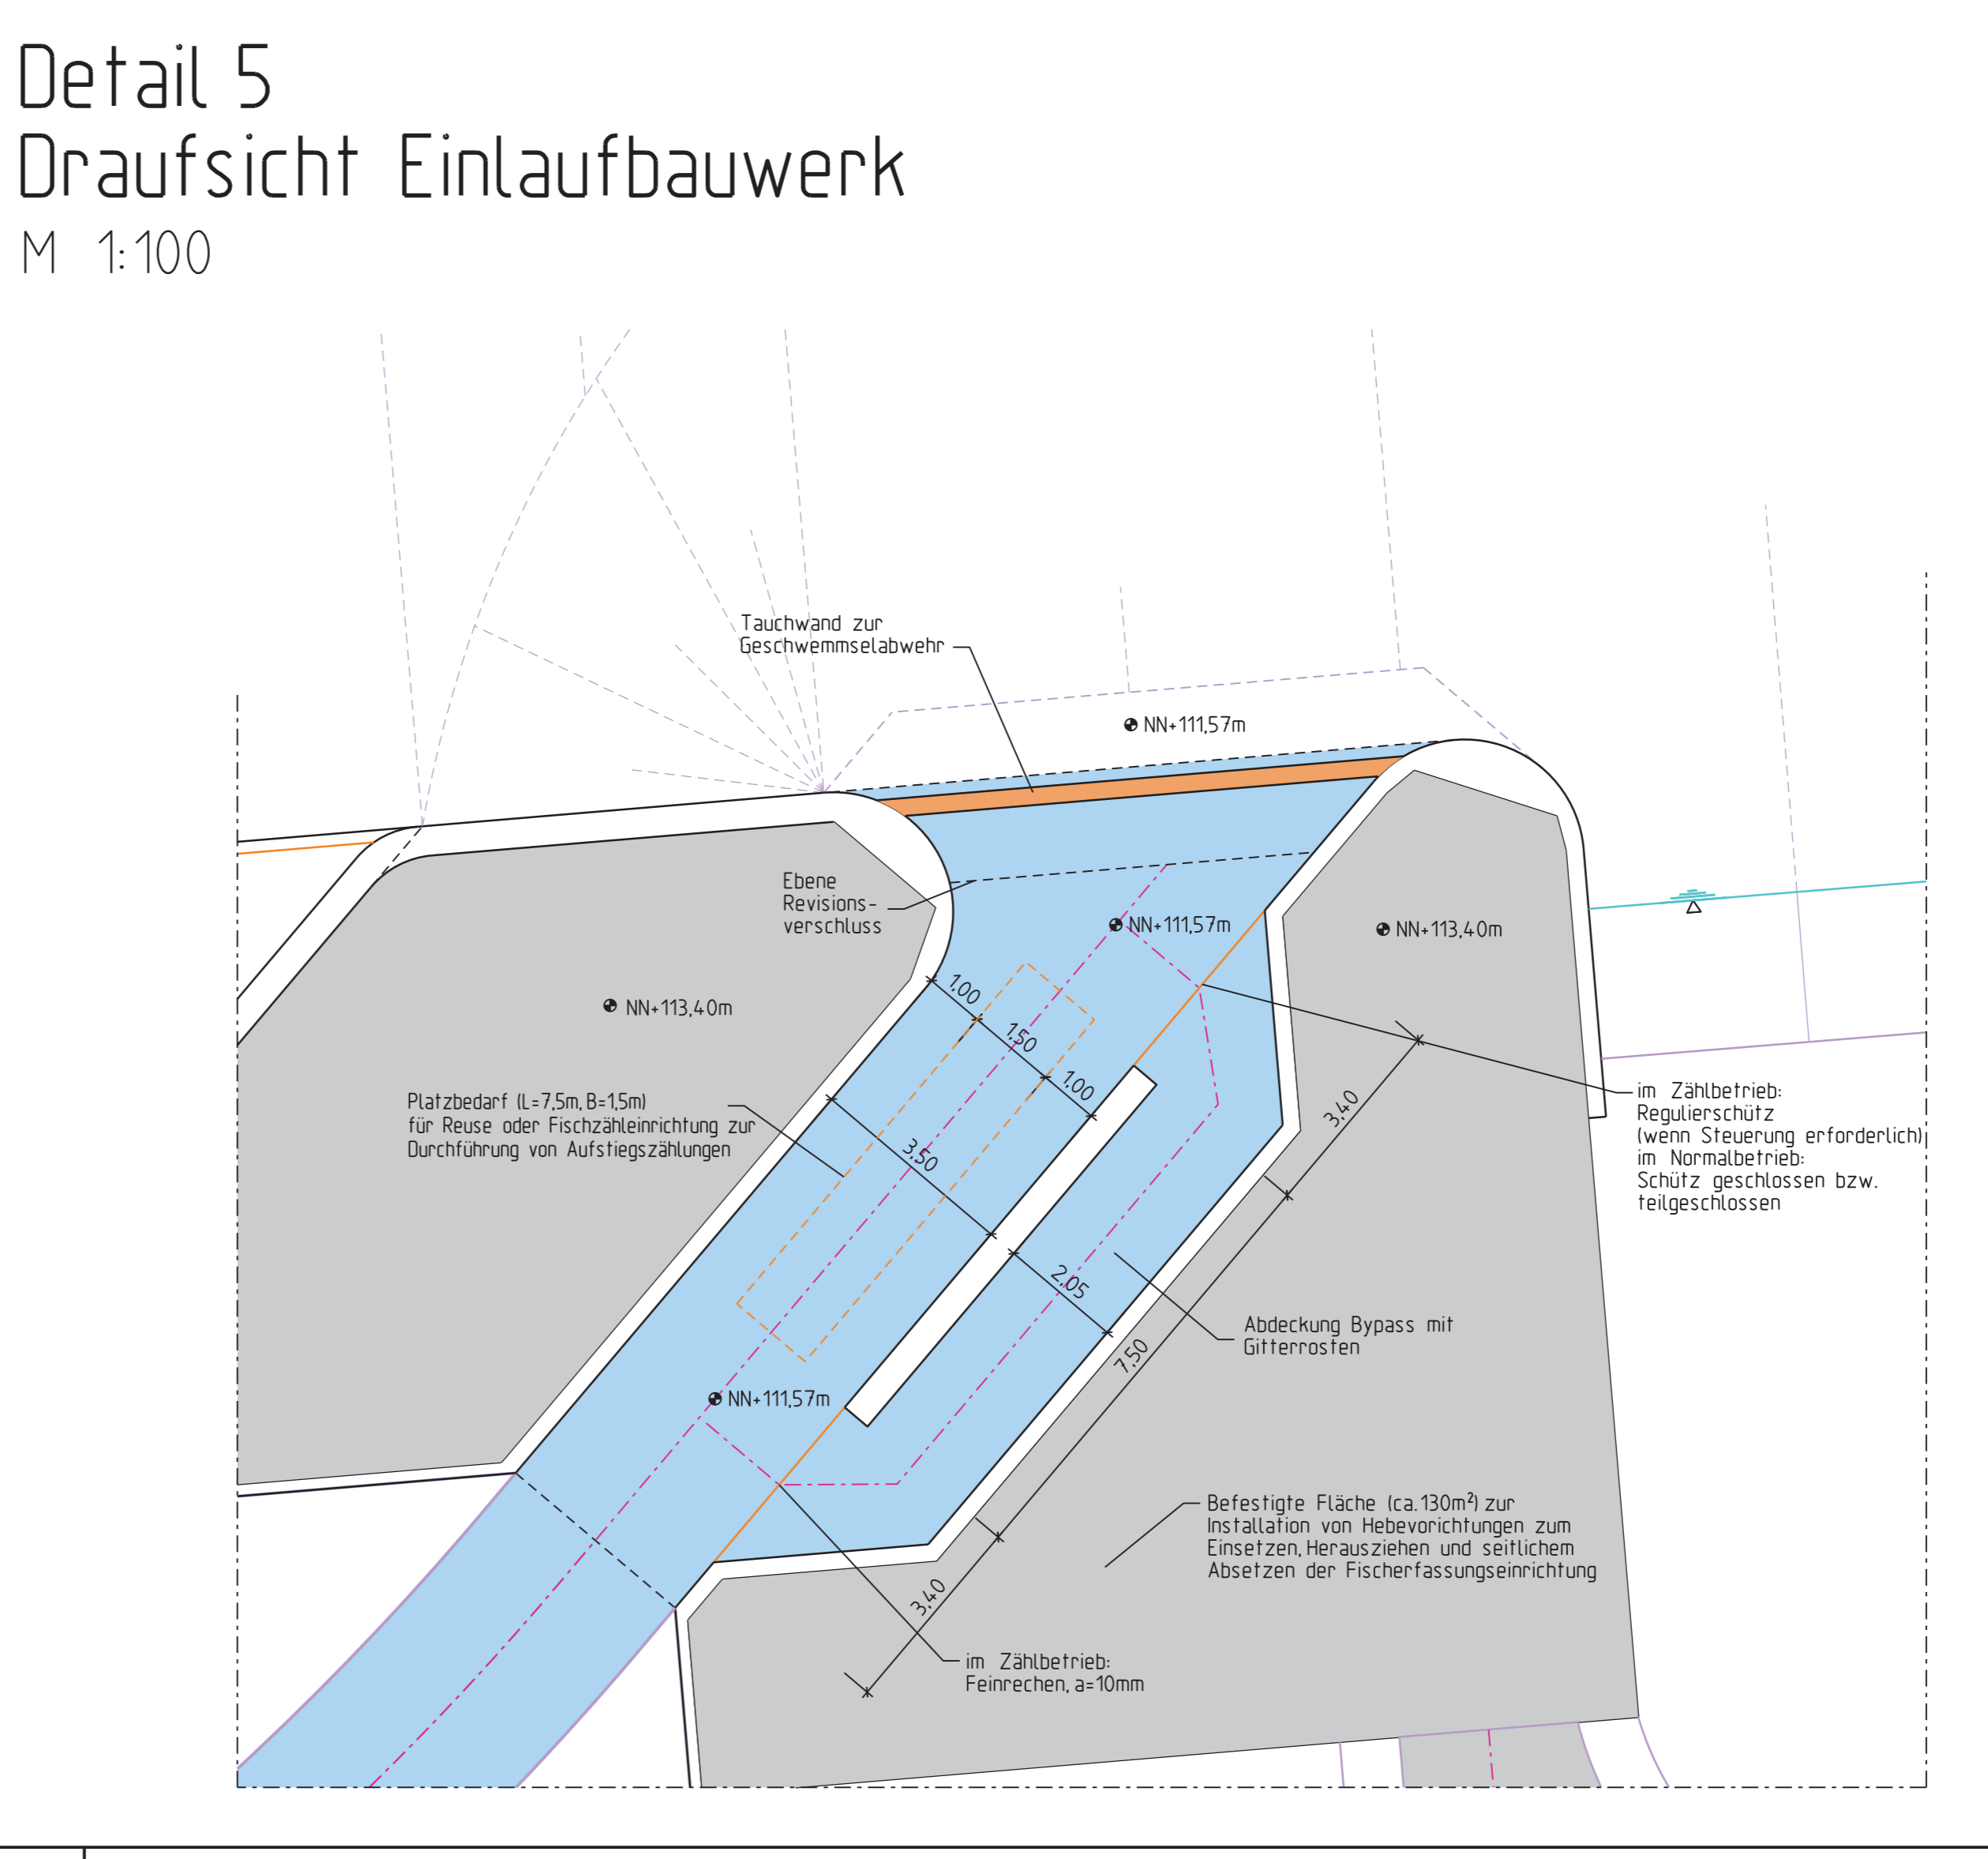 Detail 5
Draufsicht Einlaufbauwerk
M 1:100
Tauchwand zur
Geschwemmselabwehr
NN+111,57m
Ebene
Revisions-
verschluss
NN+111,57m
NN+113,40m
NN+113,40m
1,00
1,50
1,00
3,50
2,05
3,40
7,50
3,40
Platzbedarf (L=7,5m, B=1,5m)
für Reuse oder Fischzähleinrichtung zur
Durchführung von Aufstiegszählungen
im Zählbetrieb:
Regulierschütz
(wenn Steuerung erforderlich)
im Normalbetrieb:
Schütz geschlossen bzw.
teilgeschlossen
Abdeckung Bypass mit
Gitterrosten
NN+111,57m
Befestigte Fläche (ca.130m²) zur
Installation von Hebevorichtungen zum
Einsetzen, Herausziehen und seitlichem
Absetzen der Fischerfassungseinrichtung
im Zählbetrieb:
Feinrechen, a=10mm